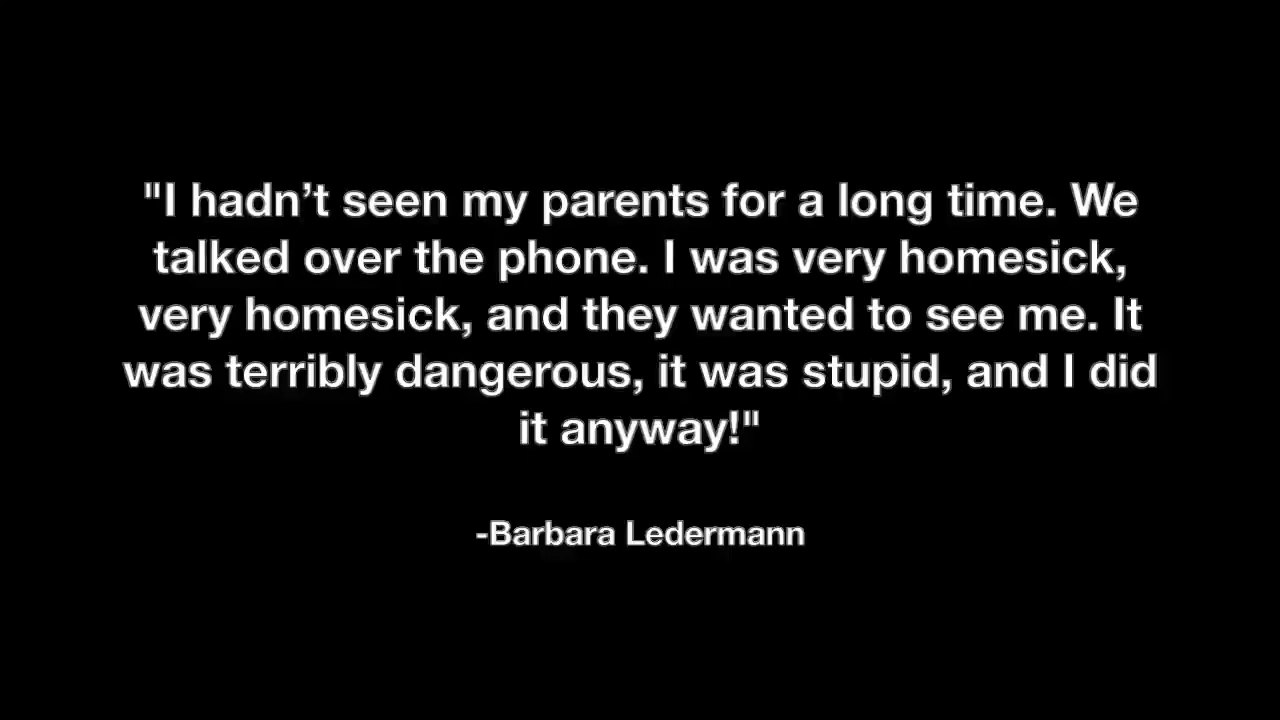 "I hadn’t seen my parents for a long time. We
talked over the phone. I was very homesick,
very homesick, and they wanted to see me. It
was terribly dangerous, it was stupid, and I did
it anyway!"
-Barbara Ledermann